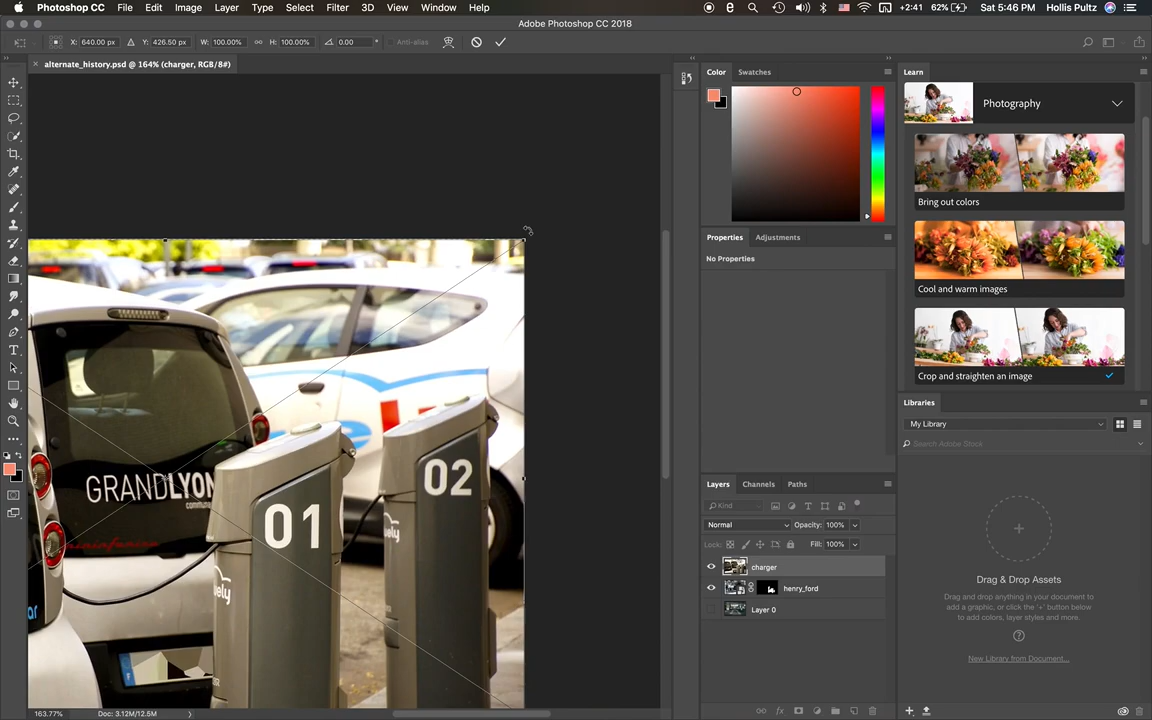 Photoshop CC File Edit Image Layer Type Select Filter 3D View Window Help
+2:41 62% Sat 5:46 PM Hollis Pultz
Adobe Photoshop CC 2018
X: 640.00 px Y: 426.50 px W: 100.00% H: 100.00% 0.00 ° Anti-alias
alternate_history.psd @ 164% (charger, RGB/8#)
Color Swatches
Learn
Photography
Bring out colors
Properties Adjustments
No Properties
Cool and warm images
Crop and straighten an image
Libraries
My Library
Search Adobe Stock
Layers Channels Paths
Kind
Normal Opacity: 100%
Lock: Fill: 100%
charger
henry_ford
Layer 0
Drag & Drop Assets
Drag and drop anything in your document to
add a graphic, or click the '+' button below
to add colors, layer styles and more.
New Library from Document...
GRANDLYON
01
02
163.77% Doc: 3.12M/12.5M